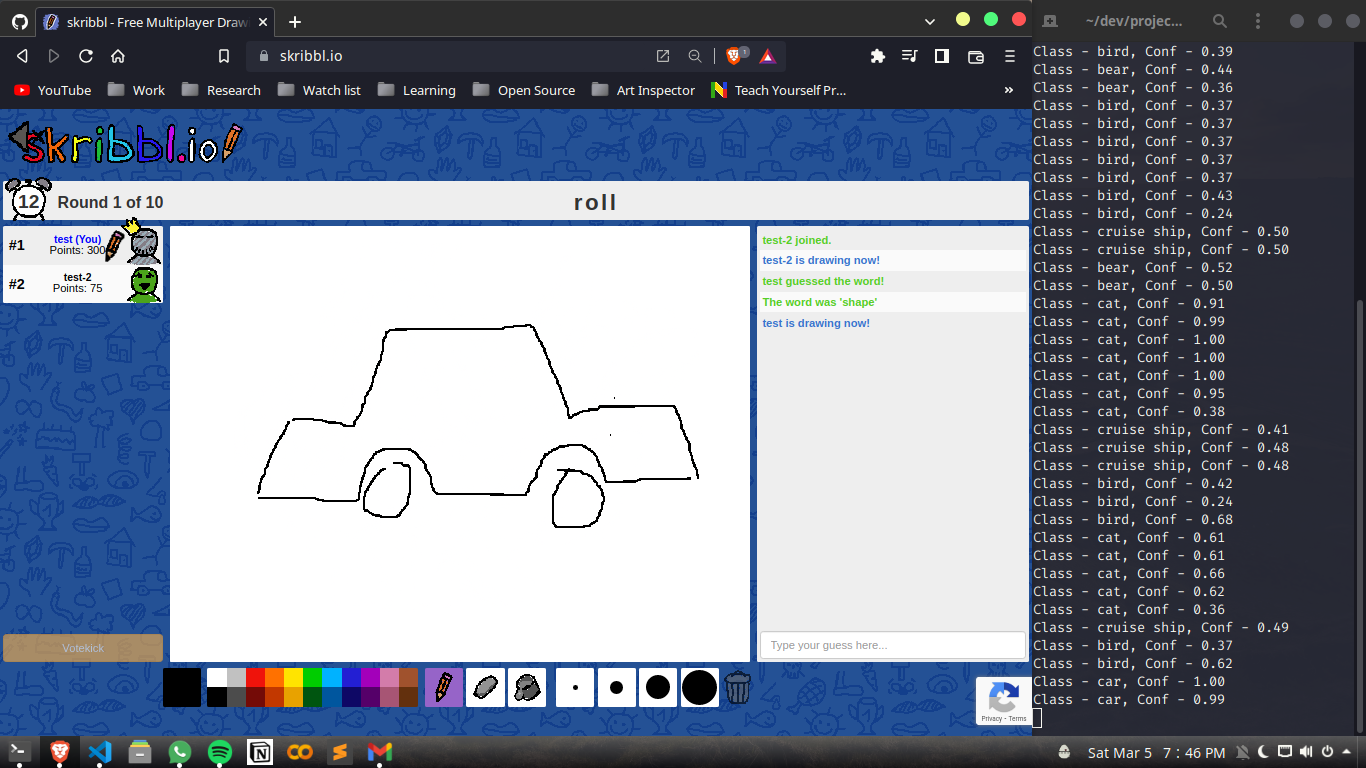 skribbl - Free Multiplayer Draw
~/dev/projec...
skribbl.io
1
YouTube
Work
Research
Watch list
Learning
Open Source
Art Inspector
Teach Yourself Pr...
»
skribbl.io
12
Round 1 of 10
roll
#1
test (You)
Points: 300
#2
test-2
Points: 75
Votekick
test-2 joined.
test-2 is drawing now!
test guessed the word!
The word was 'shape'
test is drawing now!
Type your guess here...
Privacy - Terms
Class - bird, Conf - 0.39
Class - bear, Conf - 0.44
Class - bear, Conf - 0.36
Class - bird, Conf - 0.37
Class - bird, Conf - 0.37
Class - bird, Conf - 0.37
Class - bird, Conf - 0.37
Class - bird, Conf - 0.37
Class - bird, Conf - 0.43
Class - bird, Conf - 0.24
Class - cruise ship, Conf - 0.50
Class - cruise ship, Conf - 0.50
Class - bear, Conf - 0.52
Class - bear, Conf - 0.50
Class - cat, Conf - 0.91
Class - cat, Conf - 0.99
Class - cat, Conf - 1.00
Class - cat, Conf - 1.00
Class - cat, Conf - 1.00
Class - cat, Conf - 0.95
Class - cat, Conf - 0.38
Class - cruise ship, Conf - 0.41
Class - cruise ship, Conf - 0.48
Class - cruise ship, Conf - 0.48
Class - bird, Conf - 0.42
Class - bird, Conf - 0.24
Class - bird, Conf - 0.68
Class - cat, Conf - 0.61
Class - cat, Conf - 0.61
Class - cat, Conf - 0.66
Class - cat, Conf - 0.62
Class - cat, Conf - 0.36
Class - cruise ship, Conf - 0.49
Class - bird, Conf - 0.37
Class - bird, Conf - 0.62
Class - car, Conf - 1.00
Class - car, Conf - 0.99
Sat Mar 5 7 : 46 PM